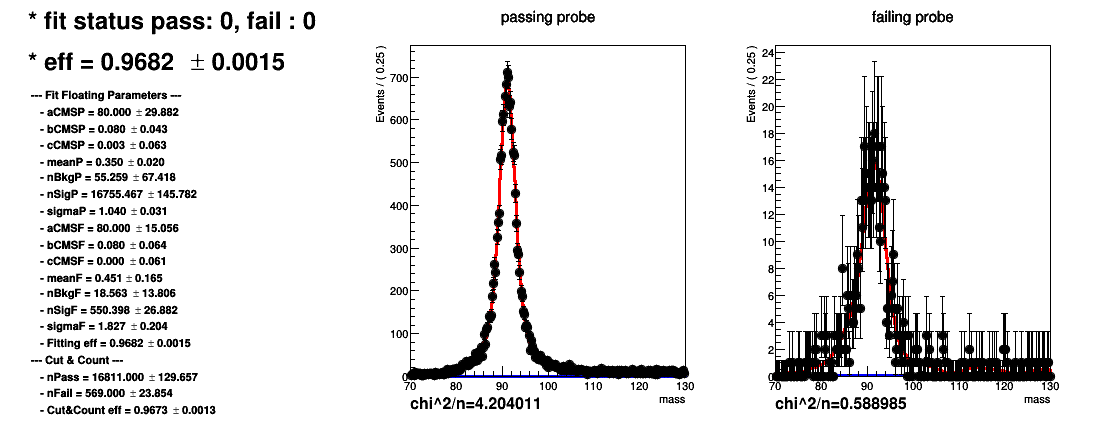 * fit status pass: 0, fail : 0
* eff = 0.9682 ± 0.0015
--- Fit Floating Parameters ---
- aCMSP = 80.000 ± 29.882
- bCMSP = 0.080 ± 0.043
- cCMSP = 0.003 ± 0.063
- meanP = 0.350 ± 0.020
- nBkgP = 55.259 ± 67.418
- nSigP = 16755.467 ± 145.782
- sigmaP = 1.040 ± 0.031
- aCMSF = 80.000 ± 15.056
- bCMSF = 0.080 ± 0.064
- cCMSF = 0.000 ± 0.061
- meanF = 0.451 ± 0.165
- nBkgF = 18.563 ± 13.806
- nSigF = 550.398 ± 26.882
- sigmaF = 1.827 ± 0.204
- Fitting eff = 0.9682 ± 0.0015
--- Cut & Count ---
- nPass = 16811.000 ± 129.657
- nFail = 569.000 ± 23.854
- Cut&Count eff = 0.9673 ± 0.0013
passing probe
Events / ( 0.25 )
700
600
500
400
300
200
100
0
70 80 90 100 110 120 130
mass
chi^2/n=4.204011
failing probe
Events / ( 0.25 )
24
22
20
18
16
14
12
10
8
6
4
2
0
70 80 90 100 110 120 130
mass
chi^2/n=0.588985